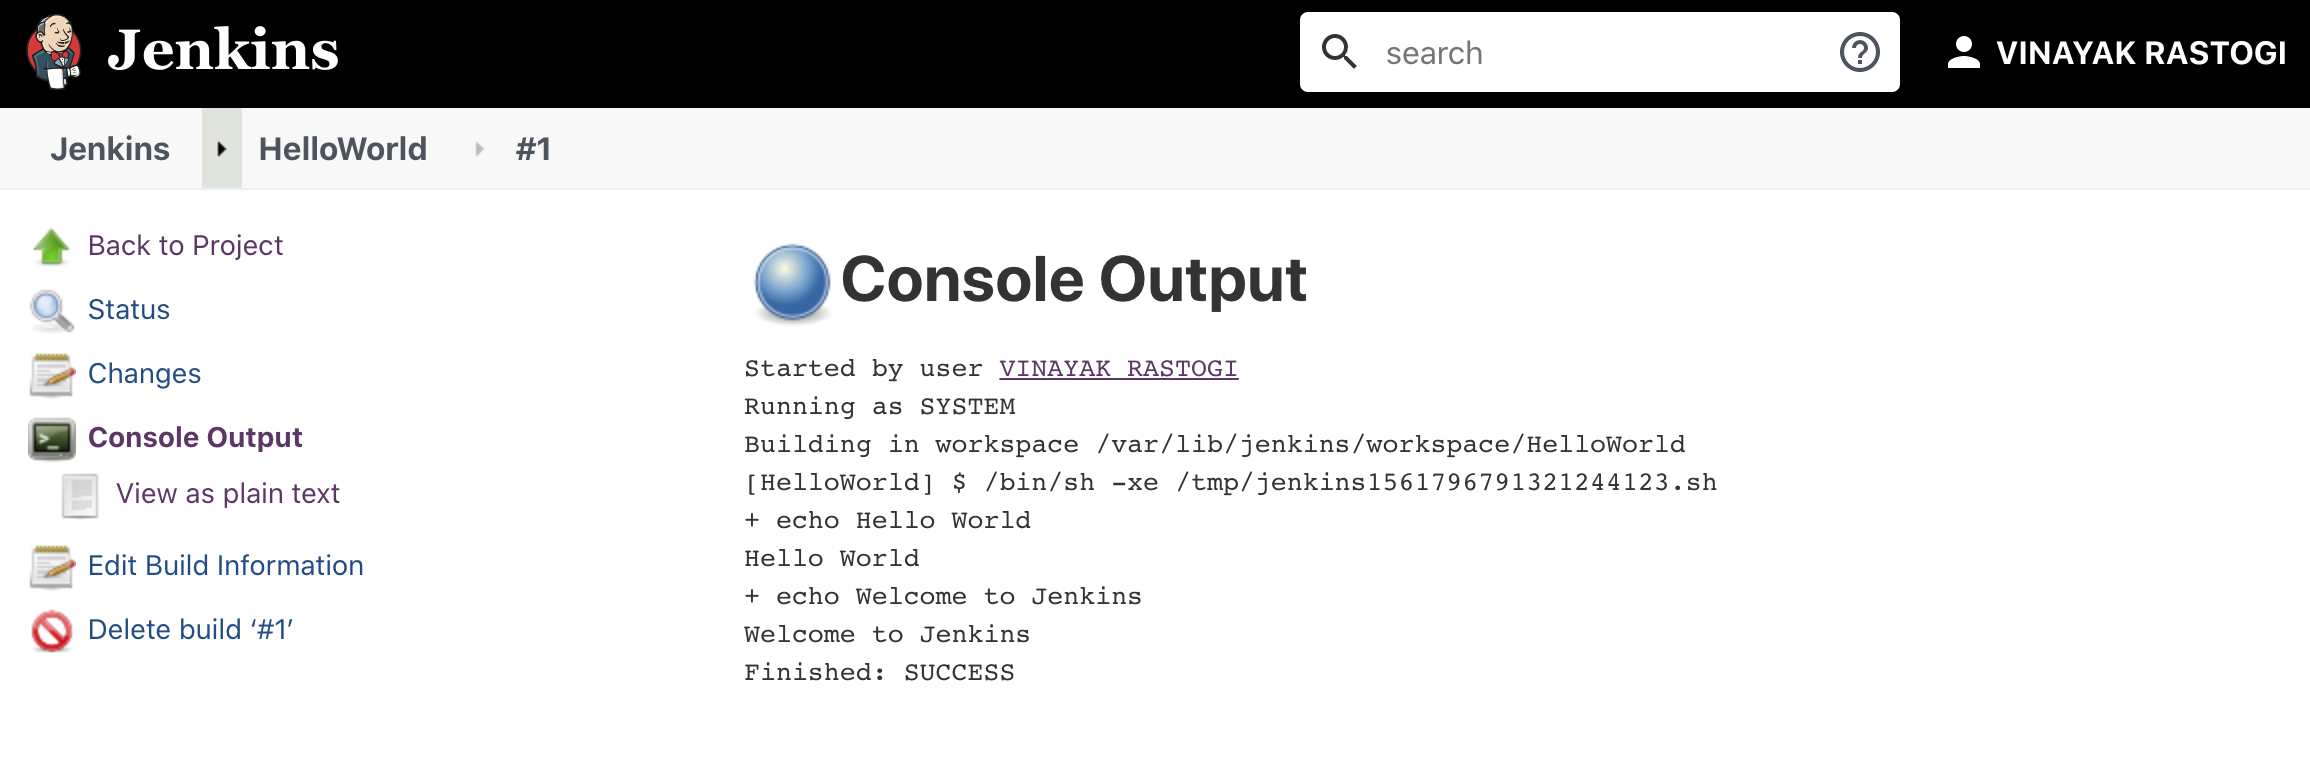 Jenkins
search
VINAYAK RASTOGI
Jenkins
HelloWorld
#1
Back to Project
Status
Changes
Console Output
View as plain text
Edit Build Information
Delete build ‘#1’
Console Output
Started by user VINAYAK RASTOGI
Running as SYSTEM
Building in workspace /var/lib/jenkins/workspace/HelloWorld
[HelloWorld] $ /bin/sh -xe /tmp/jenkins1561796791321244123.sh
+ echo Hello World
Hello World
+ echo Welcome to Jenkins
Welcome to Jenkins
Finished: SUCCESS